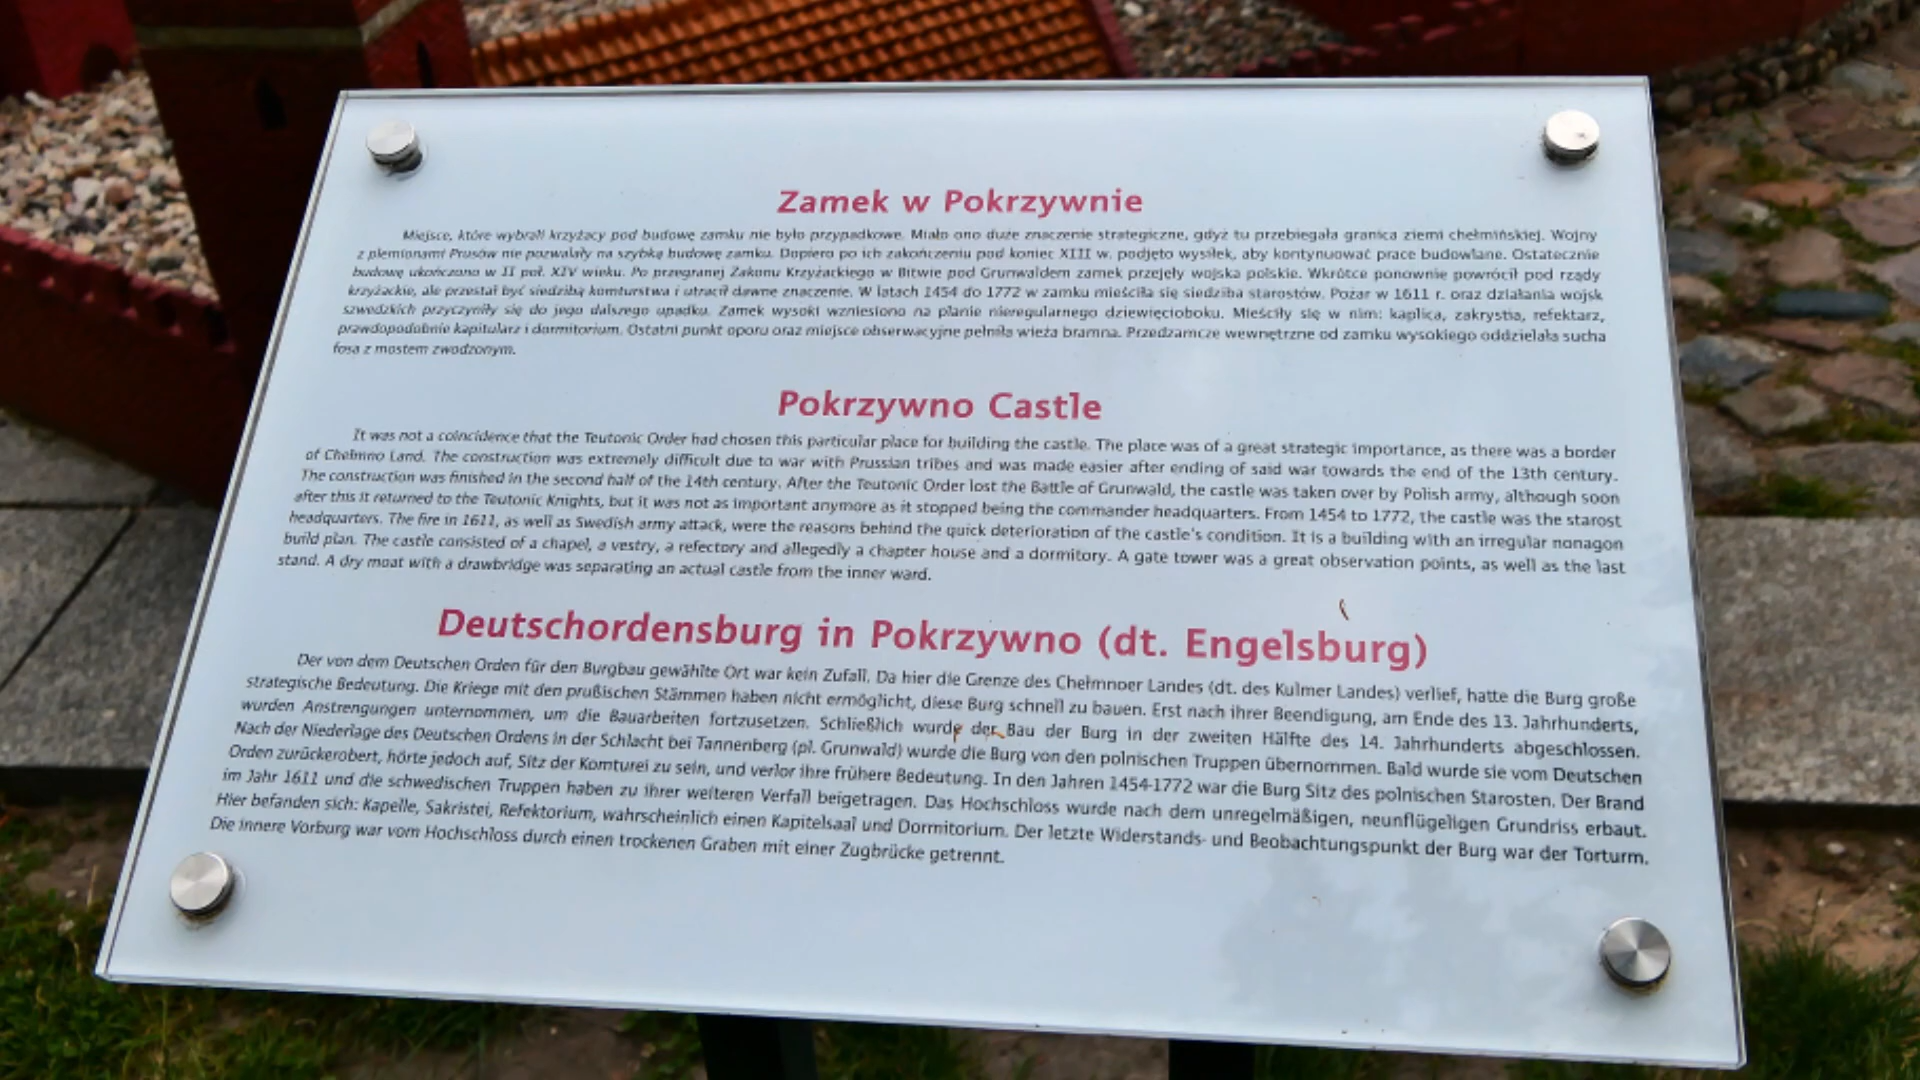 Zamek w Pokrzywnie
Miejsce, które wybrali krzyżacy pod budowę zamku nie było przypadkowe. Miało ono duże znaczenie strategiczne, gdyż tu przebiegała granica ziemi chełmińskiej. Wojny
z plemionami Prusów nie pozwalały na szybką budowę zamku. Dopiero po ich zakończeniu pod koniec XIII w. podjęto wysiłek, aby kontynuować prace budowlane. Ostatecznie
budowę ukończono w II poł. XIV wieku. Po przegranej Zakonu Krzyżackiego w Bitwie pod Grunwaldem zamek przejęły wojska polskie. Wkrótce ponownie powrócił pod rządy
krzyżackie, ale przestał być siedzibą komturstwa i utracił dawne znaczenie. W latach 1454 do 1772 w zamku mieściła się siedziba starostów. Pożar w 1611 r. oraz działania wojsk
szwedzkich przyczyniły się do jego dalszego upadku. Zamek wysoki wzniesiono na planie nieregularnego dziewięcioboku. Mieściły się w nim: kaplica, zakrystia, refektarz,
prawdopodobnie kapitularz i dormitorium. Ostatni punkt oporu oraz miejsce obserwacyjne pełniła wieża bramna. Przedzamcze wewnętrzne od zamku wysokiego oddzielała sucha
fosa z mostem zwodzonym.
Pokrzywno Castle
It was not a coincidence that the Teutonic Order had chosen this particular place for building the castle. The place was of a great strategic importance, as there was a border
of Chełmno Land. The construction was extremely difficult due to war with Prussian tribes and was made easier after ending of said war towards the end of the 13th century.
The construction was finished in the second half of the 14th century. After the Teutonic Order lost the Battle of Grunwald, the castle was taken over by Polish army, although soon
after this it returned to the Teutonic Knights, but it was not as important anymore as it stopped being the commander headquarters. From 1454 to 1772, the castle was the starost
headquarters. The fire in 1611, as well as Swedish army attack, were the reasons behind the quick deterioration of the castle's condition. It is a building with an irregular nonagon
build plan. The castle consisted of a chapel, a vestry, a refectory and allegedly a chapter house and a dormitory. A gate tower was a great observation points, as well as the last
stand. A dry moat with a drawbridge was separating an actual castle from the inner ward.
Deutschordensburg in Pokrzywno (dt. Engelsburg)
Der von dem Deutschen Orden für den Burgbau gewählte Ort war kein Zufall. Da hier die Grenze des Chełmnoer Landes (dt. des Kulmer Landes) verlief, hatte die Burg große
strategische Bedeutung. Die Kriege mit den prußischen Stämmen haben nicht ermöglicht, diese Burg schnell zu bauen. Erst nach ihrer Beendigung, am Ende des 13. Jahrhunderts,
wurden Anstrengungen unternommen, um die Bauarbeiten fortzusetzen. Schließlich wurde der Bau der Burg in der zweiten Hälfte des 14. Jahrhunderts abgeschlossen.
Nach der Niederlage des Deutschen Ordens in der Schlacht bei Tannenberg (pl. Grunwald) wurde die Burg von den polnischen Truppen übernommen. Bald wurde sie vom Deutschen
Orden zurückerobert, hörte jedoch auf, Sitz der Komturei zu sein, und verlor ihre frühere Bedeutung. In den Jahren 1454-1772 war die Burg Sitz des polnischen Starosten. Der Brand
im Jahr 1611 und die schwedischen Truppen haben zu ihrer weiteren Verfall beigetragen. Das Hochschloss wurde nach dem unregelmäßigen, neunflügeligen Grundriss erbaut.
Hier befanden sich: Kapelle, Sakristei, Refektorium, wahrscheinlich einen Kapitelsaal und Dormitorium. Der letzte Widerstands- und Beobachtungspunkt der Burg war der Torturm.
Die innere Vorburg war vom Hochschloss durch einen trockenen Graben mit einer Zugbrücke getrennt.